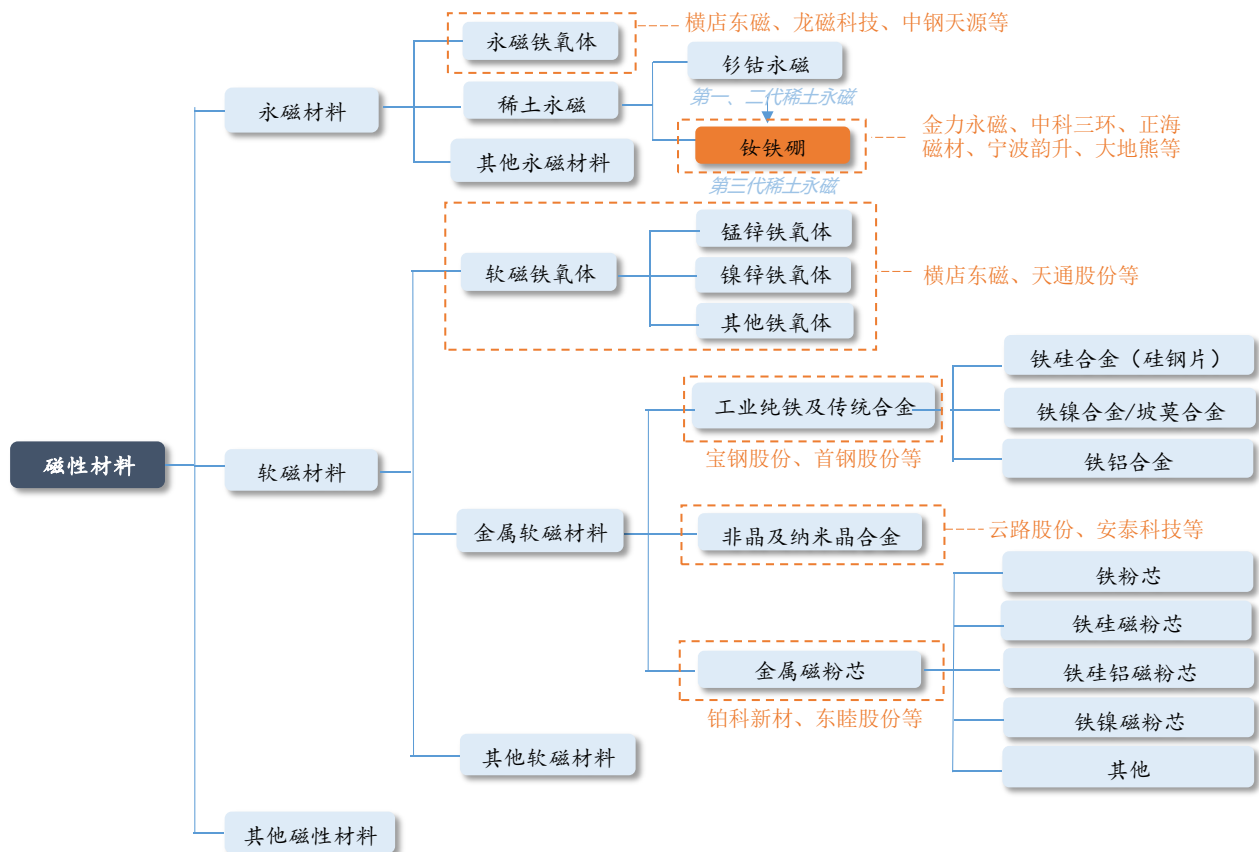 横店东磁、龙磁科技、中钢天源等
永磁铁氧体
钐钴永磁
第一、二代稀土永磁
永磁材料
稀土永磁
钕铁硼
金力永磁、中科三环、正海
磁材、宁波韵升、大地熊等
其他永磁材料
第三代稀土永磁
锰锌铁氧体
软磁铁氧体
镍锌铁氧体
横店东磁、天通股份等
其他铁氧体
铁硅合金（硅钢片）
工业纯铁及传统合金
铁镍合金/坡莫合金
宝钢股份、首钢股份等
铁铝合金
磁性材料
软磁材料
金属软磁材料
非晶及纳米晶合金
云路股份、安泰科技等
铁粉芯
铁硅磁粉芯
金属磁粉芯
铁硅铝磁粉芯
铂科新材、东睦股份等
铁镍磁粉芯
其他软磁材料
其他
其他磁性材料